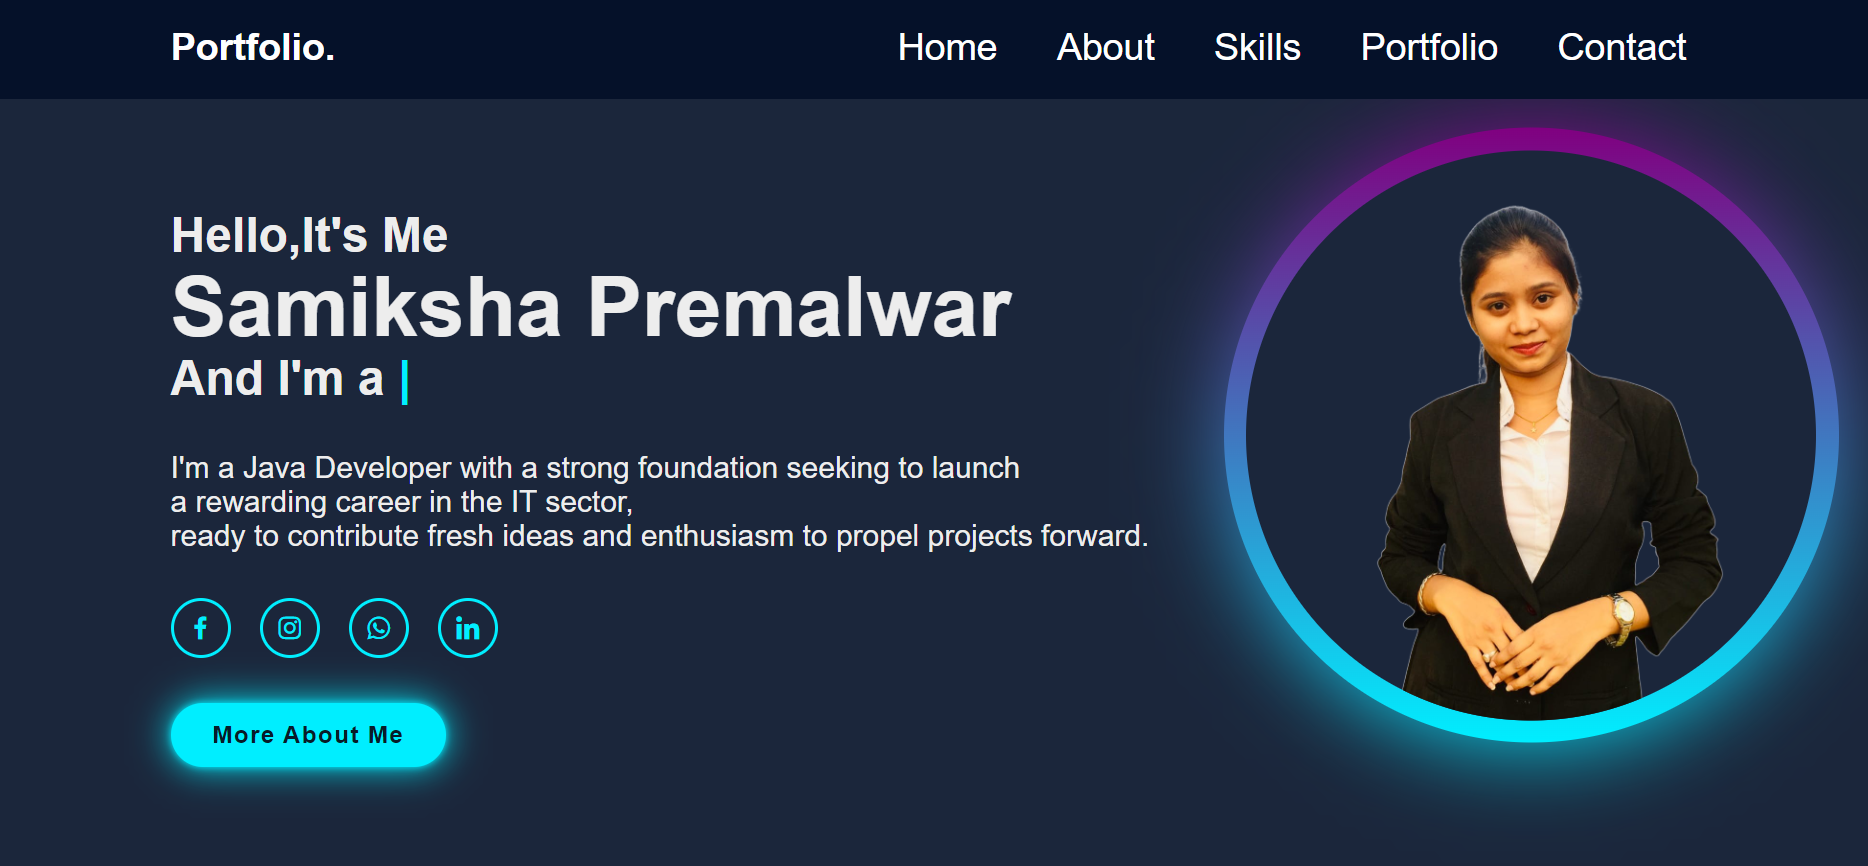 Portfolio.
Home About Skills Portfolio Contact
Hello,It's Me
Samiksha Premalwar
And I'm a |
I'm a Java Developer with a strong foundation seeking to launch
a rewarding career in the IT sector,
ready to contribute fresh ideas and enthusiasm to propel projects forward.
More About Me